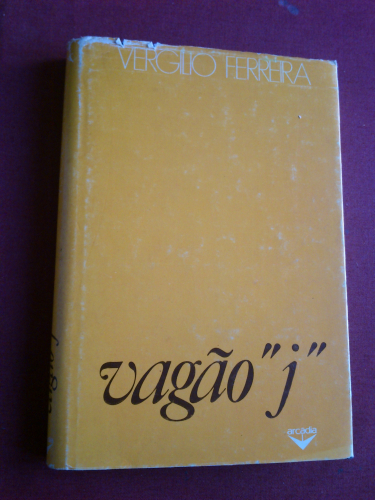 VERGÍLIO FERREIRA
vagão "j"
arcádia